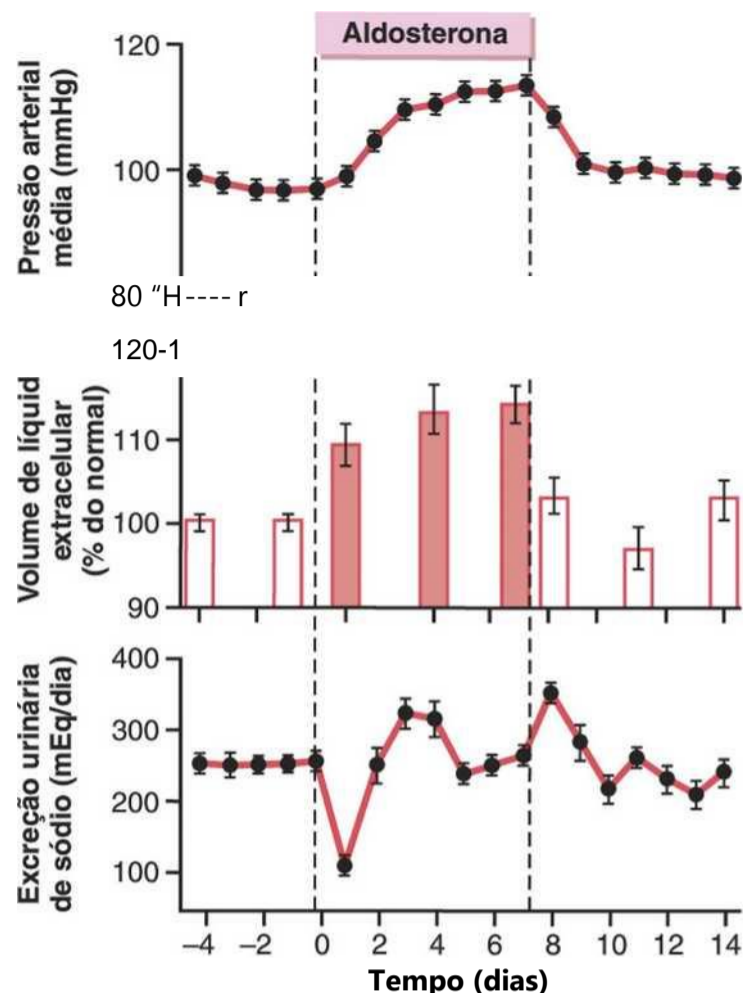 Aldosterona
120
100
Pressão arterial
média (mmHg)
80 “H---- r
120-1
110
100
90
Volume de líquid
extracelular
(% do normal)
400
300
200
100
Excreção urinária
de sódio (mEq/dia)
–4 –2 0 2 4 6 8 10 12 14
Tempo (dias)